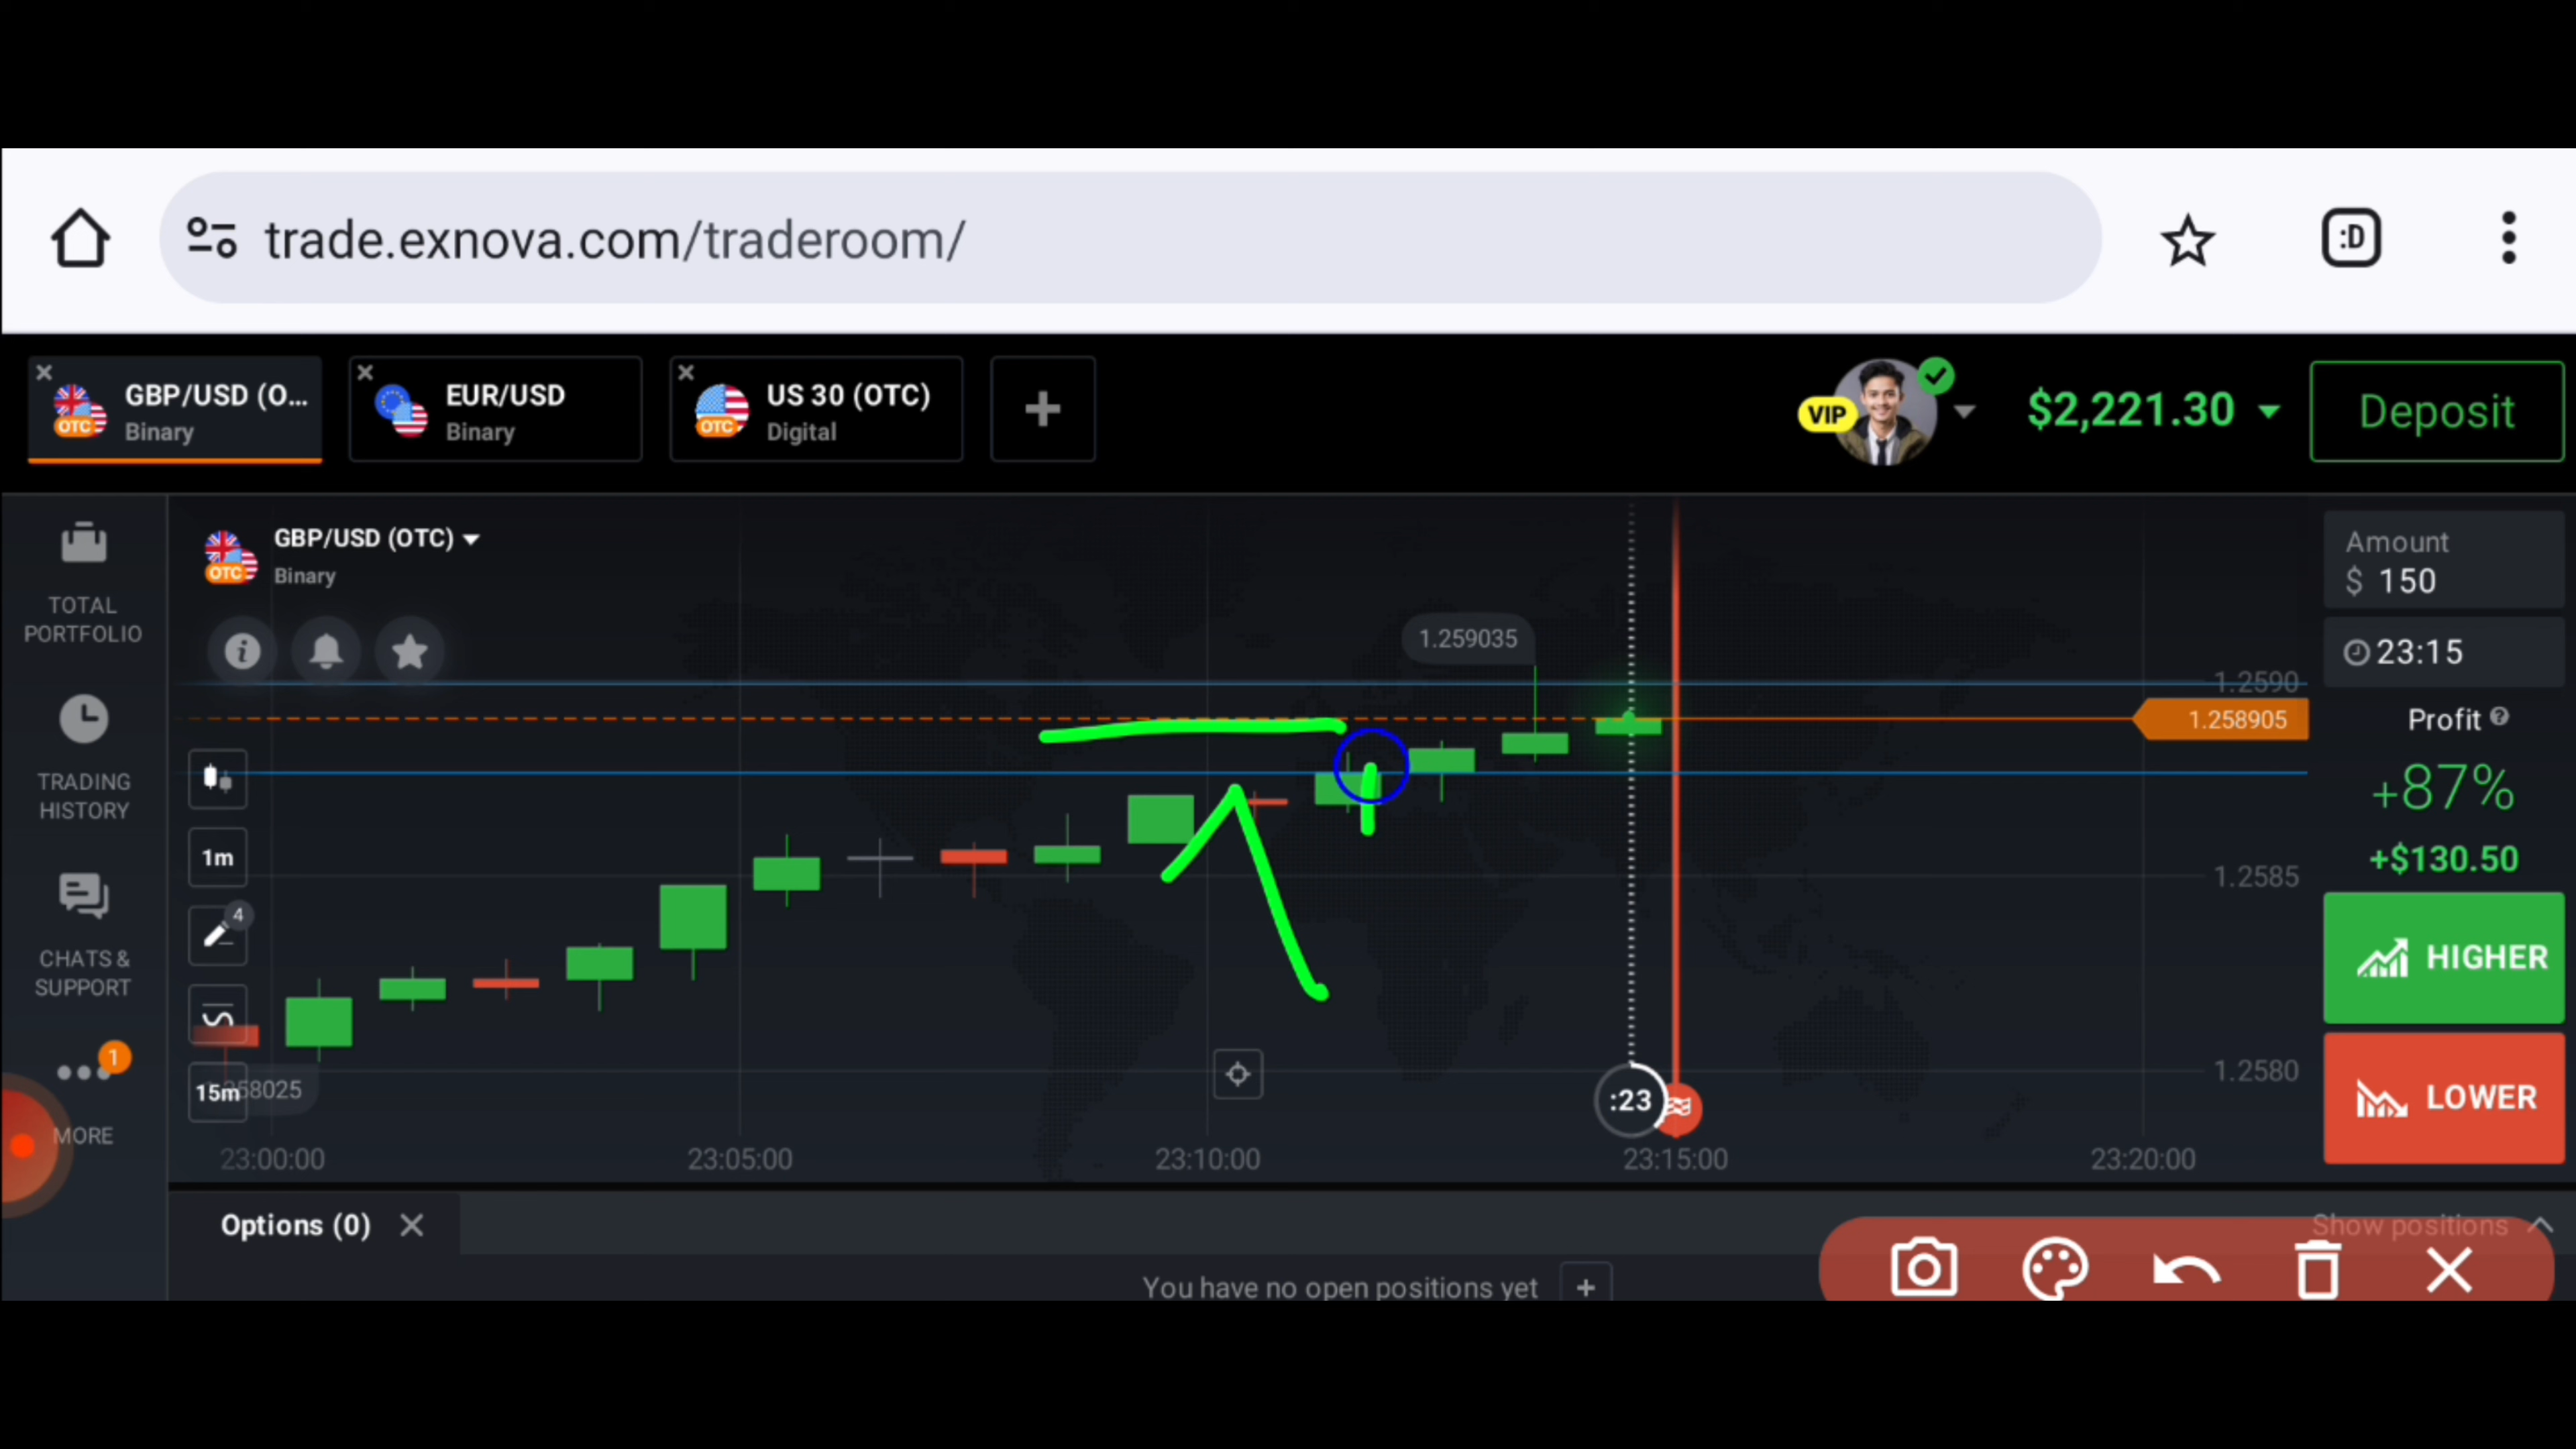 trade.exnova.com/traderoom/
:D
GBP/USD (O...
Binary
EUR/USD
Binary
US 30 (OTC)
Digital
VIP
$2,221.30
Deposit
OTC
OTC
TOTAL PORTFOLIO
GBP/USD (OTC)
Binary
OTC
Amount
$ 150
23:15
1.259035
1.2590
1.258905
Profit
+87%
+$130.50
TRADING HISTORY
1m
4
1.2585
HIGHER
CHATS & SUPPORT
1
MORE
15m
58025
:23
1.2580
LOWER
23:00:00
23:05:00
23:10:00
23:15:00
23:20:00
Options (0)
Show positions
You have no open positions yet